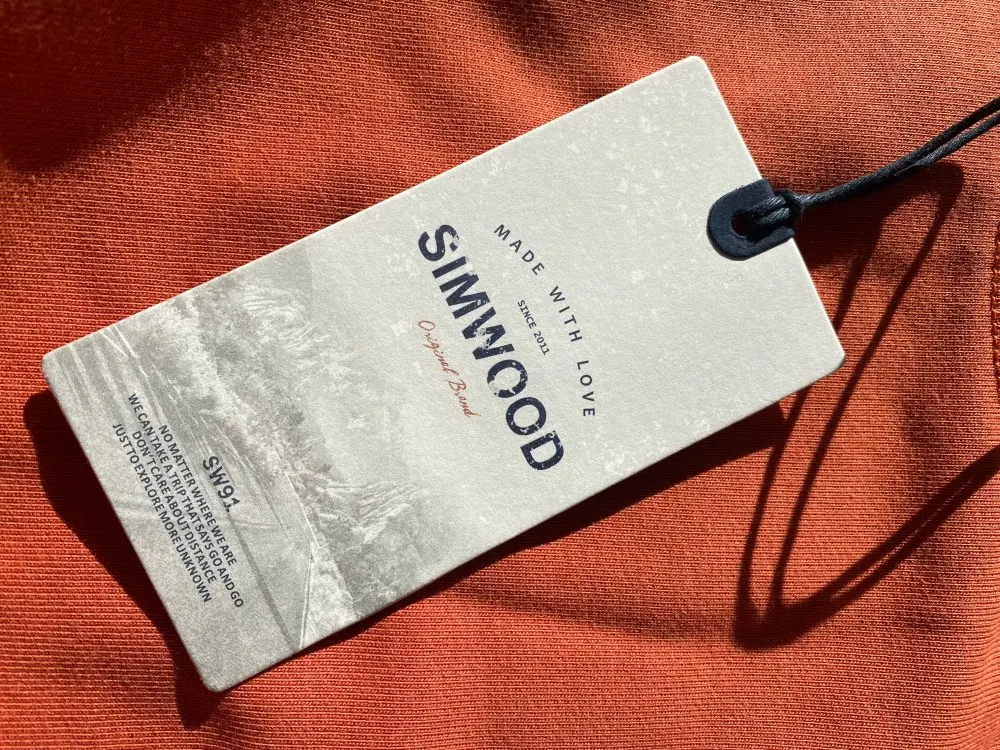 MADE WITH LOVE
SINCE 2011
SIMWOOD
Original Brand
SW91
NO MATTER WHERE WE ARE
WE CAN TAKE A TRIP THAT SAYS GO AND GO
DON'T CARE ABOUT DISTANCE
JUST TO EXPLORE MORE UNKNOWN